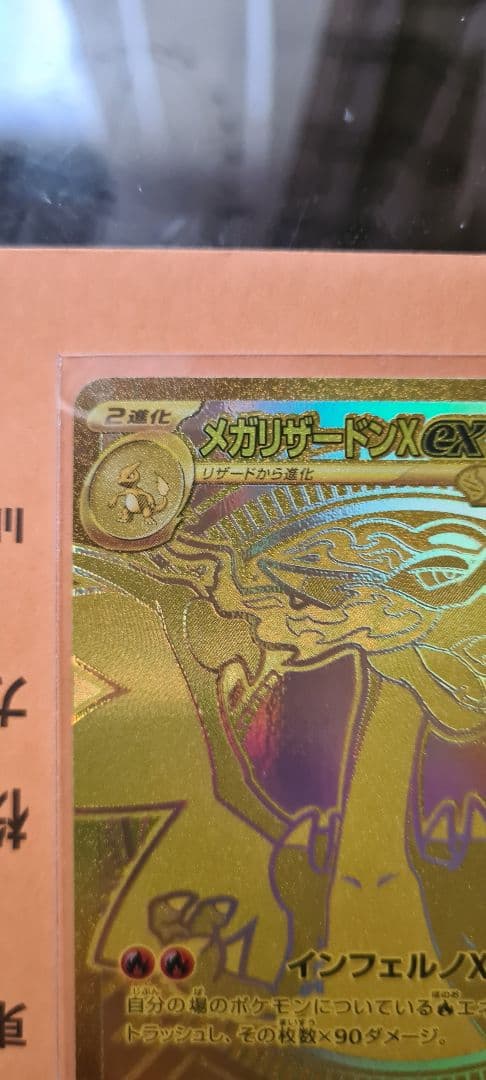 2進化
メガリザードンXex
リザードから進化
インフェルノX
自分の場のポケモンについているエネ
トラッシュし、その枚数×90ダメージ。